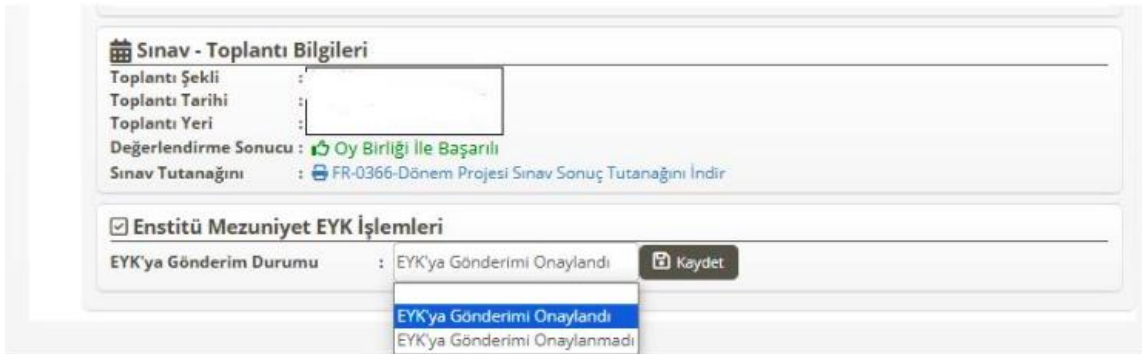 Sınav - Toplantı Bilgileri
Toplantı Şekli :
Toplantı Tarihi :
Toplantı Yeri :
Değerlendirme Sonucu : Oy Birliği İle Başarılı
Sınav Tutanağını : FR-0366-Dönem Projesi Sınav Sonuç Tutanağını İndir
Enstitü Mezuniyet EYK İşlemleri
EYK'ya Gönderim Durumu : EYK'ya Gönderimi Onaylandı Kaydet
EYK'ya Gönderimi Onaylandı
EYK'ya Gönderimi Onaylanmadı